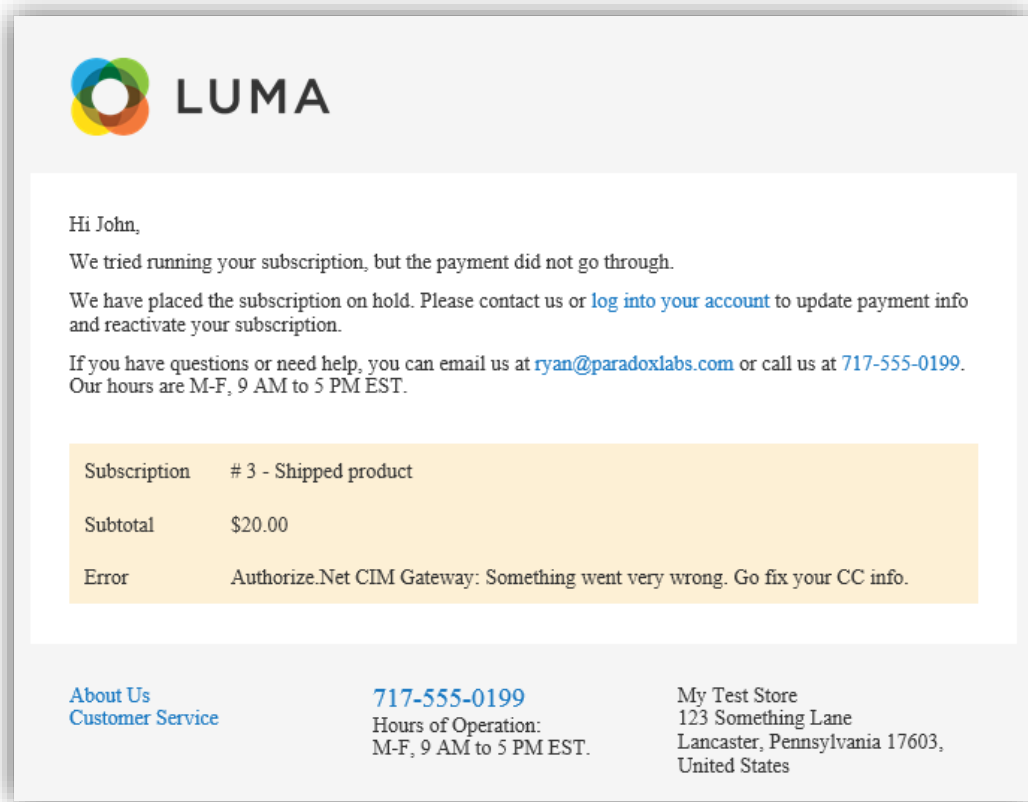 LUMA
Hi John,
We tried running your subscription, but the payment did not go through.
We have placed the subscription on hold. Please contact us or log into your account to update payment info
and reactivate your subscription.
If you have questions or need help, you can email us at ryan@paradoxlabs.com or call us at 717-555-0199.
Our hours are M-F, 9 AM to 5 PM EST.
Subscription # 3 - Shipped product
Subtotal $20.00
Error Authorize.Net CIM Gateway: Something went very wrong. Go fix your CC info.
About Us
Customer Service
717-555-0199
Hours of Operation:
M-F, 9 AM to 5 PM EST.
My Test Store
123 Something Lane
Lancaster, Pennsylvania 17603,
United States